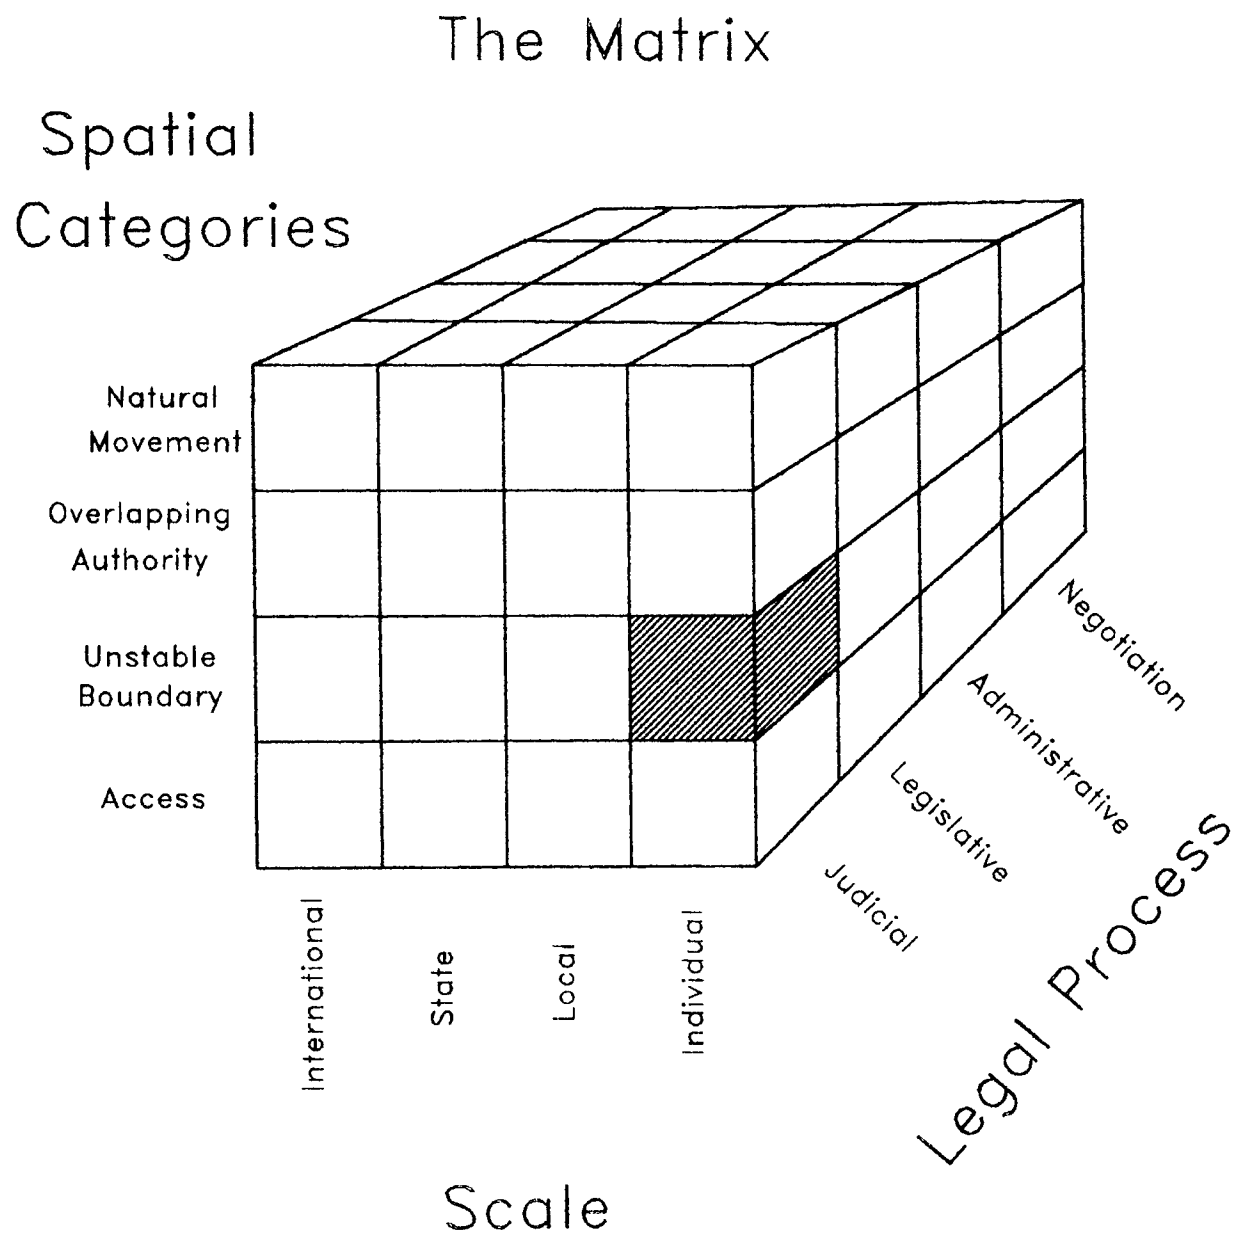 The Matrix
Spatial
Categories
Natural
Movement
Overlapping
Authority
Unstable
Boundary
Access
International
State
Local
Individual
Judicial
Legislative
Administrative
Negotiation
Legal Process
Scale